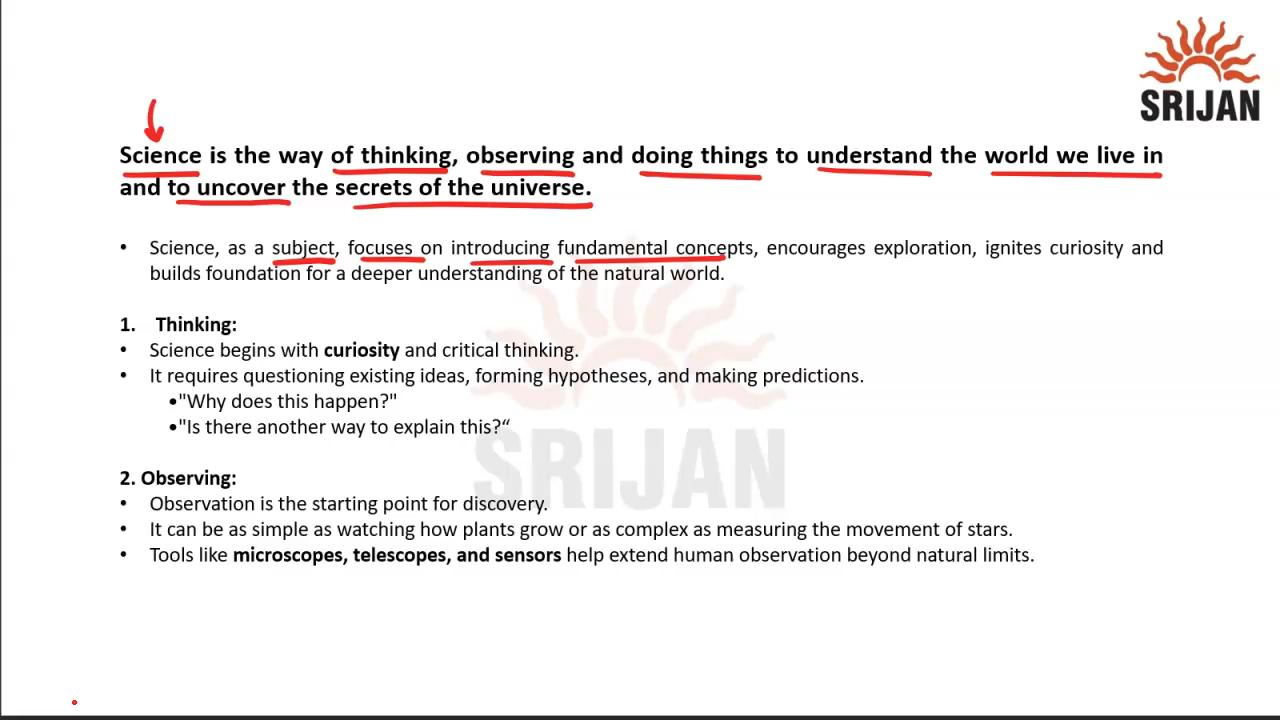 SRIJAN
Science is the way of thinking, observing and doing things to understand the world we live in
and to uncover the secrets of the universe.
• Science, as a subject, focuses on introducing fundamental concepts, encourages exploration, ignites curiosity and
builds foundation for a deeper understanding of the natural world.
1. Thinking:
• Science begins with curiosity and critical thinking.
• It requires questioning existing ideas, forming hypotheses, and making predictions.
•"Why does this happen?"
•"Is there another way to explain this?“
SRIJAN
2. Observing:
• Observation is the starting point for discovery.
• It can be as simple as watching how plants grow or as complex as measuring the movement of stars.
• Tools like microscopes, telescopes, and sensors help extend human observation beyond natural limits.